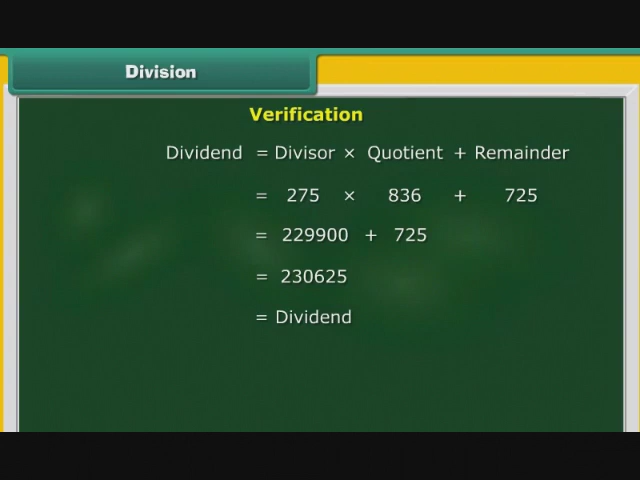 Division
Verification
Dividend = Divisor × Quotient + Remainder
= 275 × 836 + 725
= 229900 + 725
= 230625
= Dividend